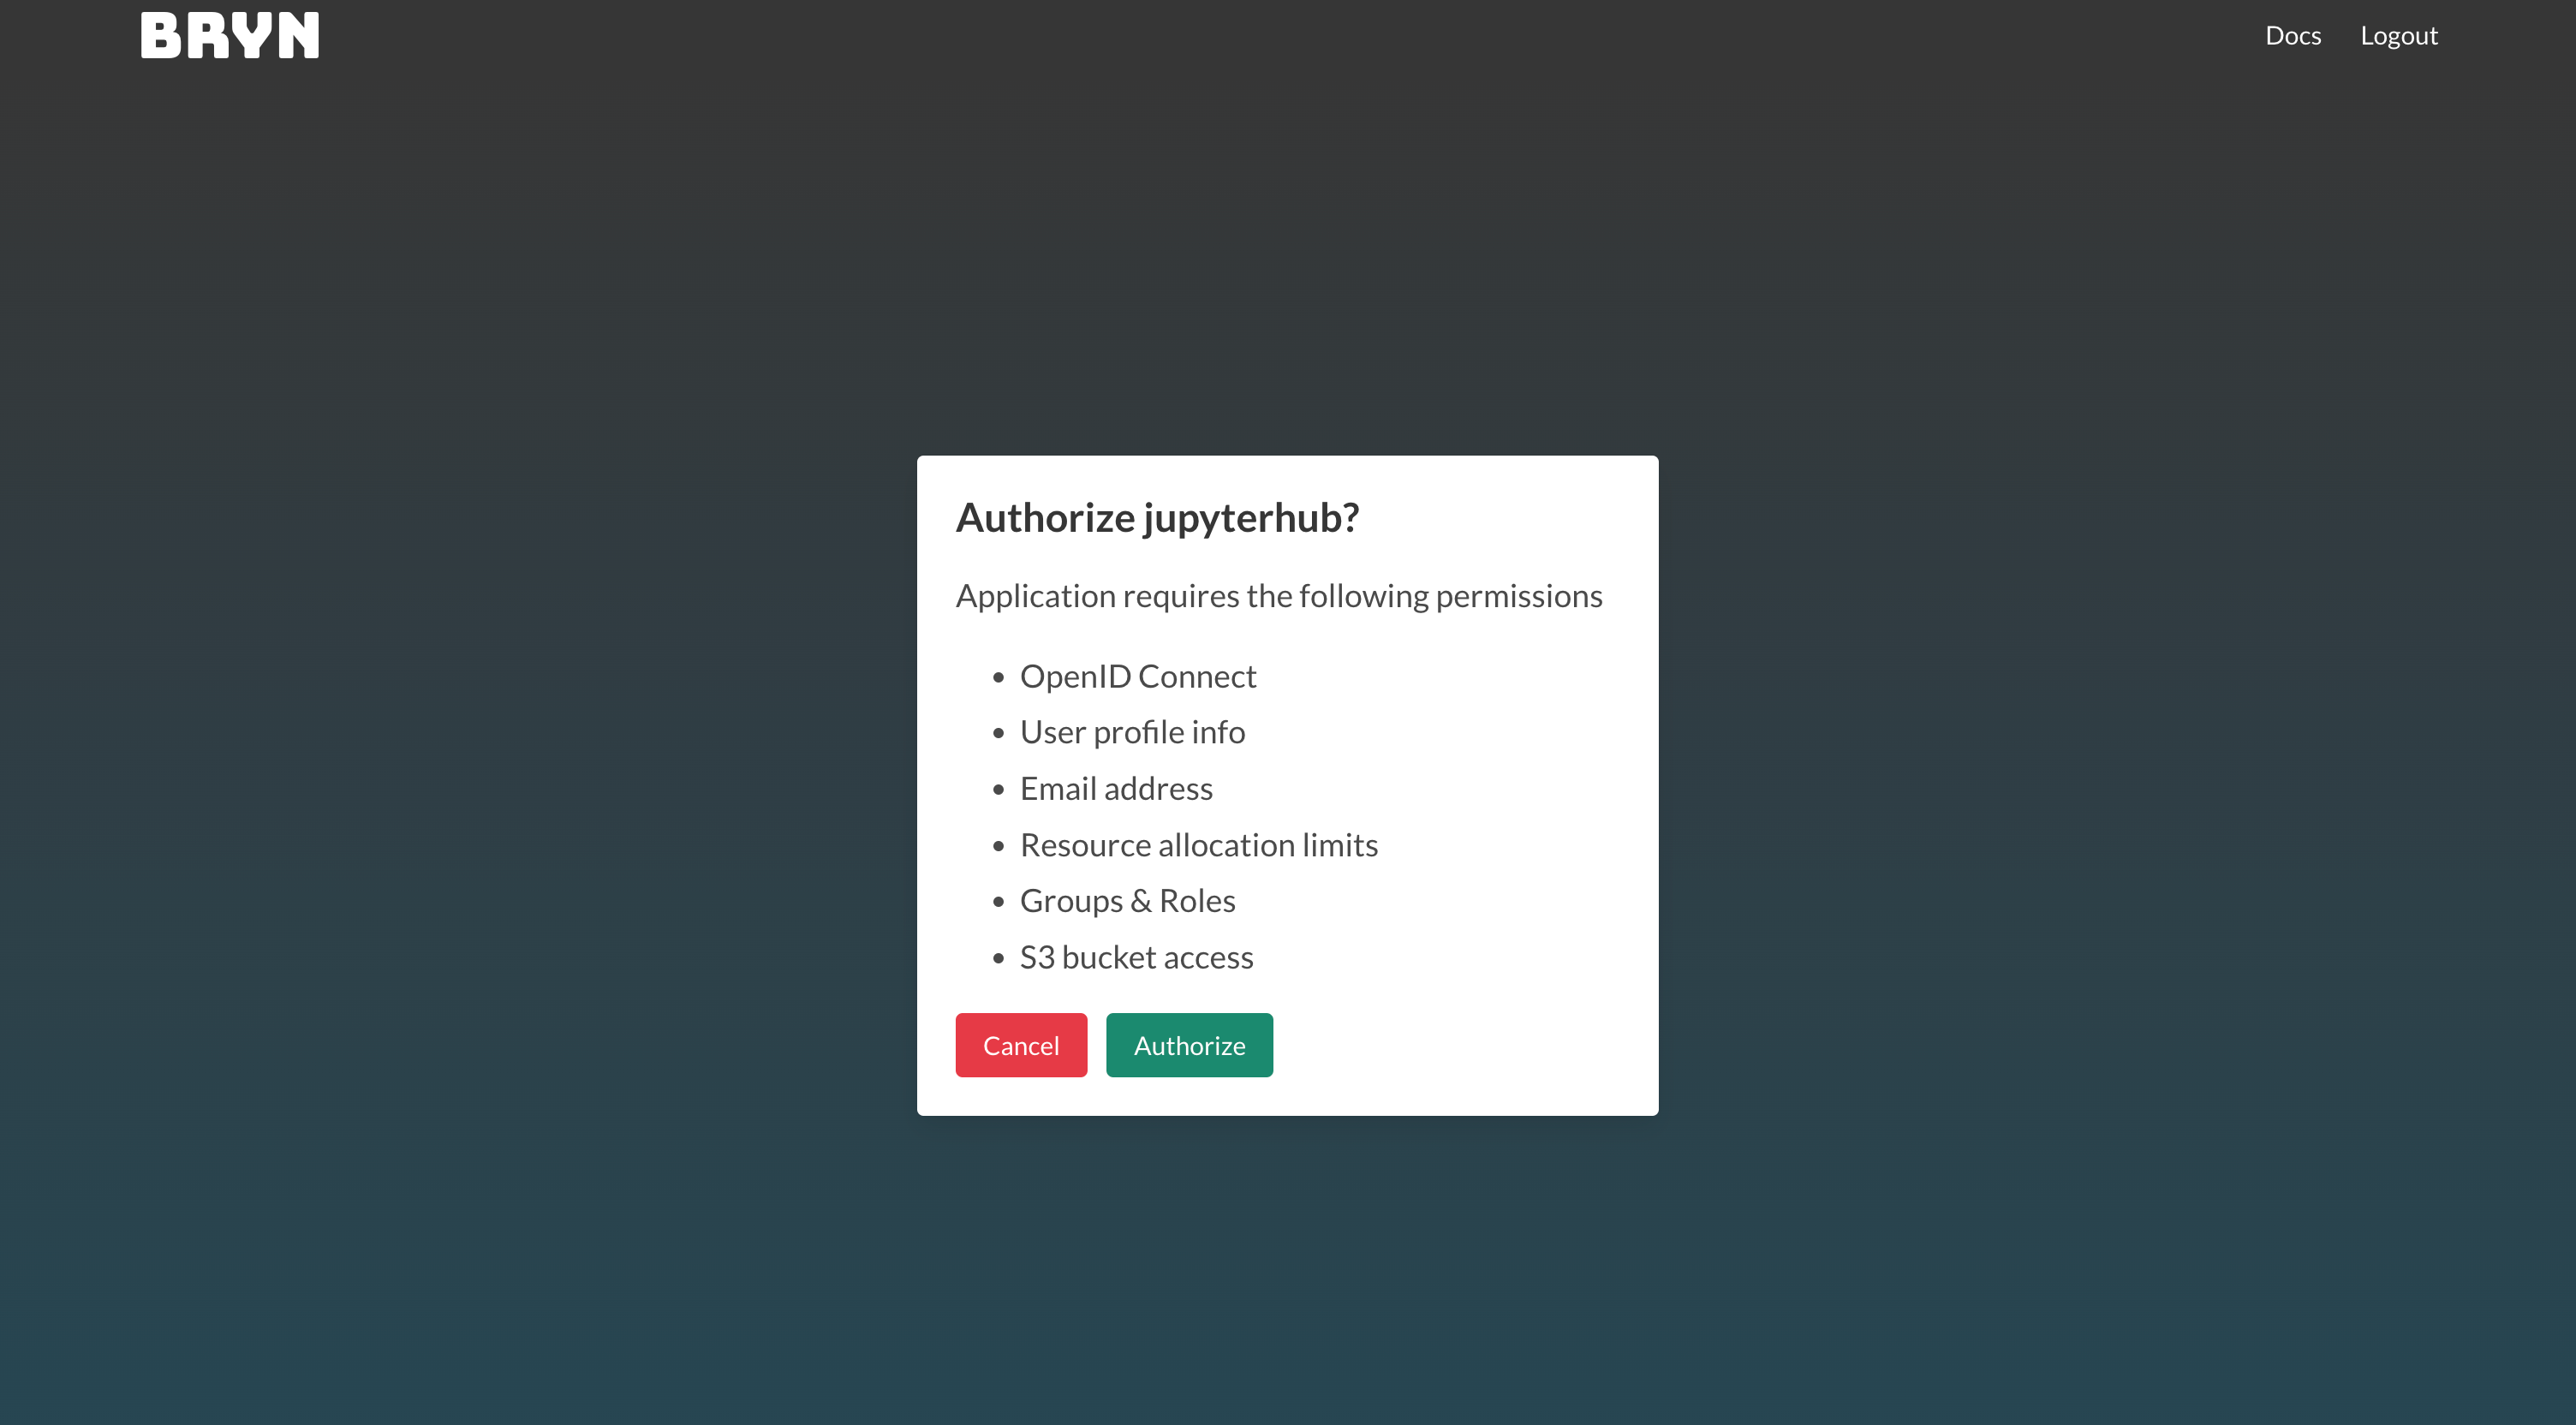 BRYN
Docs Logout
Authorize jupyterhub?
Application requires the following permissions
• OpenID Connect
• User profile info
• Email address
• Resource allocation limits
• Groups & Roles
• S3 bucket access
Cancel Authorize